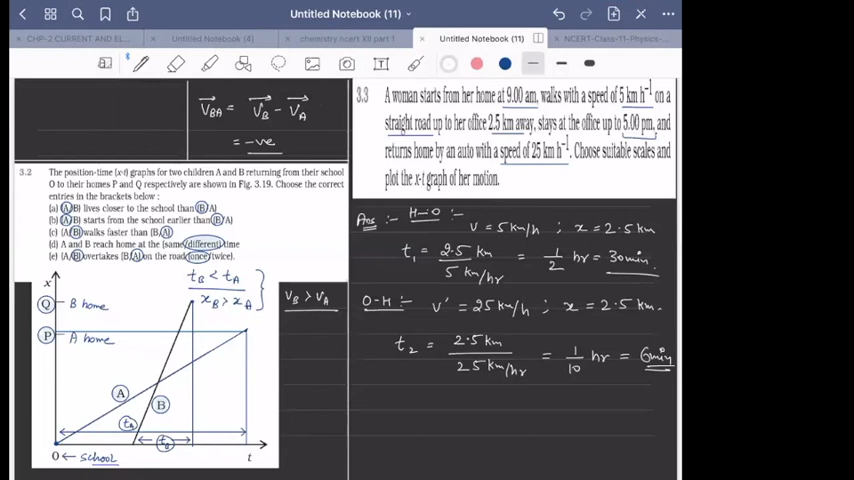 Untitled Notebook (11)
CHP-2 CURRENT AND EL...
Untitled Notebook (4)
chemistry ncert XII part 1
Untitled Notebook (11)
NCERT-Class-11-Physics-...
V_BA = V_B - V_A
= -ve
3.2 The position-time (x-t) graphs for two children A and B returning from their school
O to their homes P and Q respectively are shown in Fig. 3.19. Choose the correct
entries in the brackets below :
(a) (A/B) lives closer to the school than (B/A)
(b) (A/B) starts from the school earlier than (B/A)
(c) (A/B) walks faster than (B/A)
(d) A and B reach home at the (same/different) time
(e) (A/B) overtakes (B/A) on the road (once/twice).
x
Q B home
P A home
t_B < t_A
x_B > x_A
V_B > V_A
A
B
t_A
t_B
O ← school
t
3.3 A woman starts from her home at 9.00 am, walks with a speed of 5 km h⁻¹ on a
straight road up to her office 2.5 km away, stays at the office up to 5.00 pm, and
returns home by an auto with a speed of 25 km h⁻¹. Choose suitable scales and
plot the x-t graph of her motion.
Ans :- H-O :-
v = 5 km/h ; x = 2.5 km
t₁ = 2.5 km / 5 km/hr = 1/2 hr = 30 min.
O-H :- v' = 25 km/h ; x = 2.5 km.
t₂ = 2.5 km / 25 km/hr = 1/10 hr = 6 min